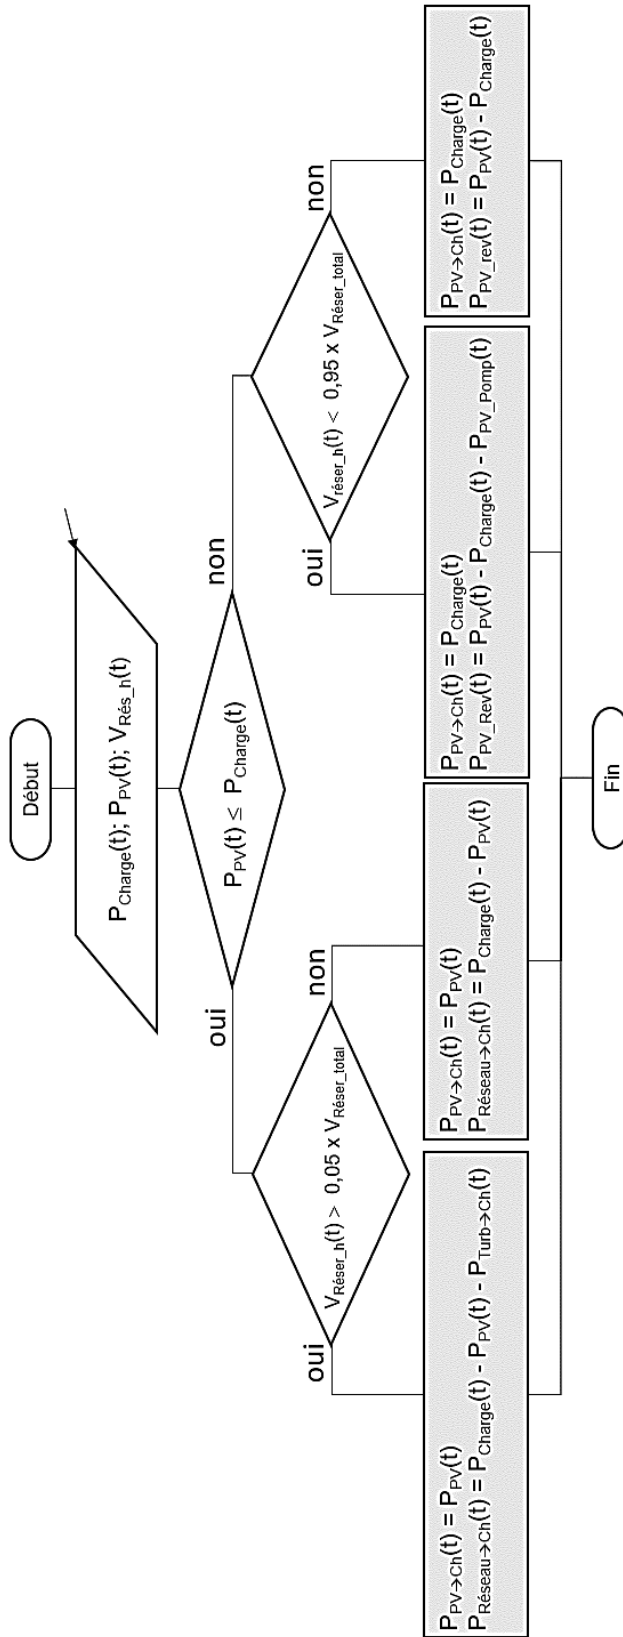 Début
P_Charge(t); P_PV(t); V_Rés_h(t)
P_PV(t) ≤ P_Charge(t)
oui
non
V_Réser_h(t) > 0,05 x V_Réser_total
V_réser_h(t) < 0,95 x V_Réser_total
oui
non
oui
non
P_PV→Ch(t) = P_PV(t)
P_Réseau→Ch(t) = P_Charge(t) - P_PV(t) - P_Turb→Ch(t)
P_PV→Ch(t) = P_PV(t)
P_Réseau→Ch(t) = P_Charge(t) - P_PV(t)
P_PV→Ch(t) = P_Charge(t)
P_PV_Rev(t) = P_PV(t) - P_Charge(t) - P_PV_Pomp(t)
P_PV→Ch(t) = P_Charge(t)
P_PV_rev(t) = P_PV(t) - P_Charge(t)
Fin